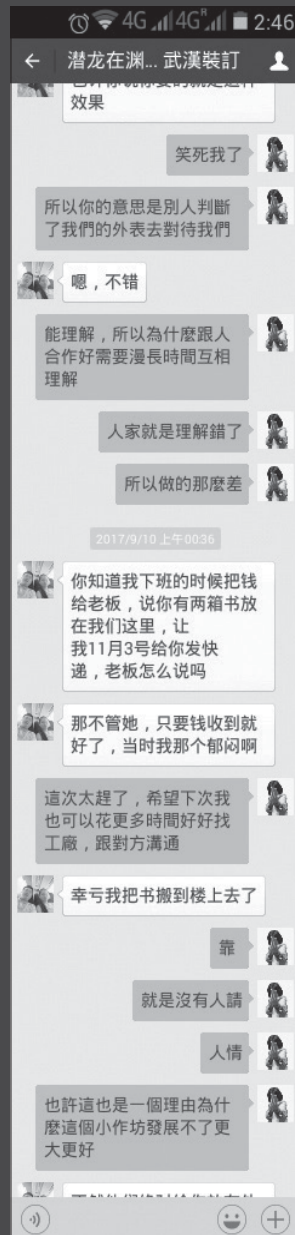 4G 4G R 2:46
潜龙在渊... 武漢裝訂
效果
笑死我了
所以你的意思是別人判斷
了我們的外表去對待我們
嗯，不错
能理解，所以為什麼跟人
合作好需要漫長時間互相
理解
人家就是理解錯了
所以做的那麼差
2017/9/10 上午00:36
你知道我下班的时候把钱
给老板，说你有两箱书放
在我们这里，让
我11月3号给你发快
递，老板怎么说吗
那不管她，只要钱收到就
好了，当时我那个郁闷啊
這次太趕了，希望下次我
也可以花更多時間好好找
工廠，跟對方溝通
幸亏我把书搬到楼上去了
靠
就是沒有人請
人情
也許這也是一個理由為什
麼這個小作坊發展不了更
大更好